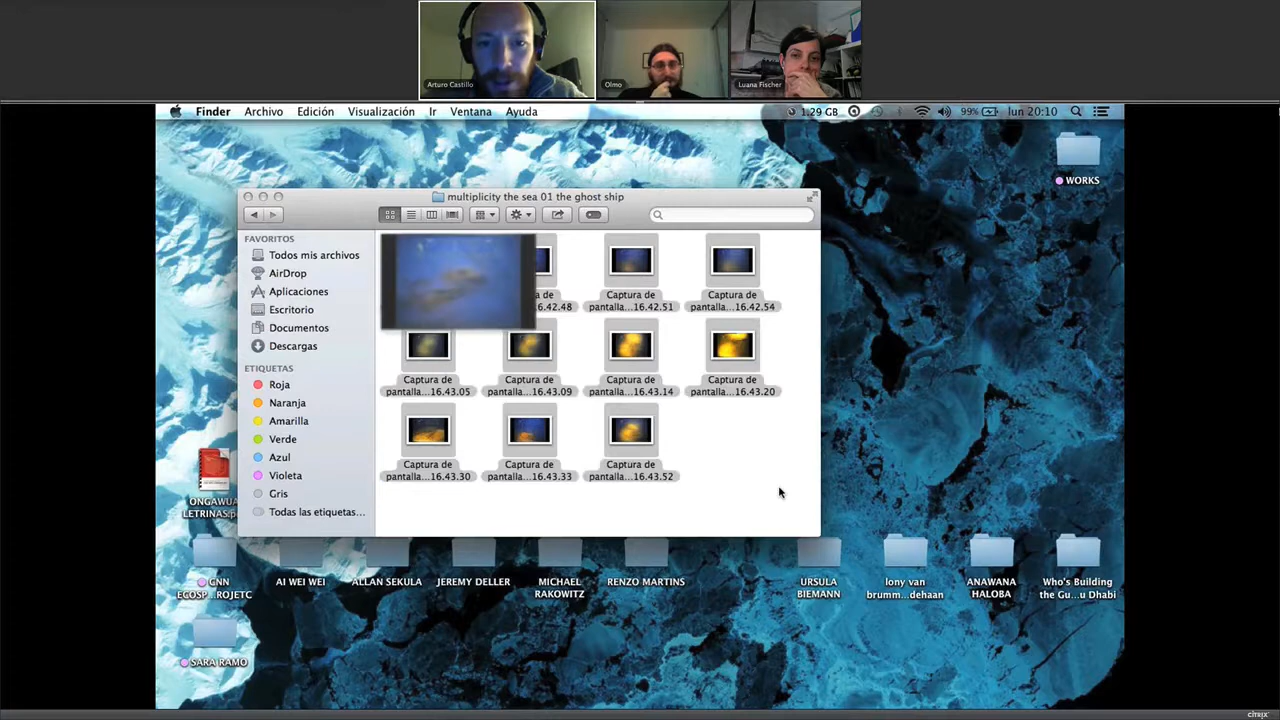 Arturo Castillo
Olmo
Luana Fischer
Finder Archivo Edición Visualización Ir Ventana Ayuda
1.29 GB 99% lun 20:10
WORKS
multiplicity the sea 01 the ghost ship
FAVORITOS
Todos mis archivos
AirDrop
Aplicaciones
Escritorio
Documentos
Descargas
ETIQUETAS
Roja
Naranja
Amarilla
Verde
Azul
Violeta
Gris
Todas las etiquetas...
a de
16.42.48
Captura de
pantalla...16.42.51
Captura de
pantalla...16.42.54
Captura de
pantalla...16.43.05
Captura de
pantalla...16.43.09
Captura de
pantalla...16.43.14
Captura de
pantalla...16.43.20
Captura de
pantalla...16.43.30
Captura de
pantalla...16.43.33
Captura de
pantalla...16.43.52
ONGAWUA
LETRINAS.p
CNN
ECOSP...ROJETC
AI WEI WEI
ALLAN SEKULA
JEREMY DELLER
MICHAEL
RAKOWITZ
RENZO MARTINS
URSULA
BIEMANN
lony van
brumm...dehaan
ANAWANA
HALOBA
Who's Building
the Gu...u Dhabi
SARA RAMO
CITRIX